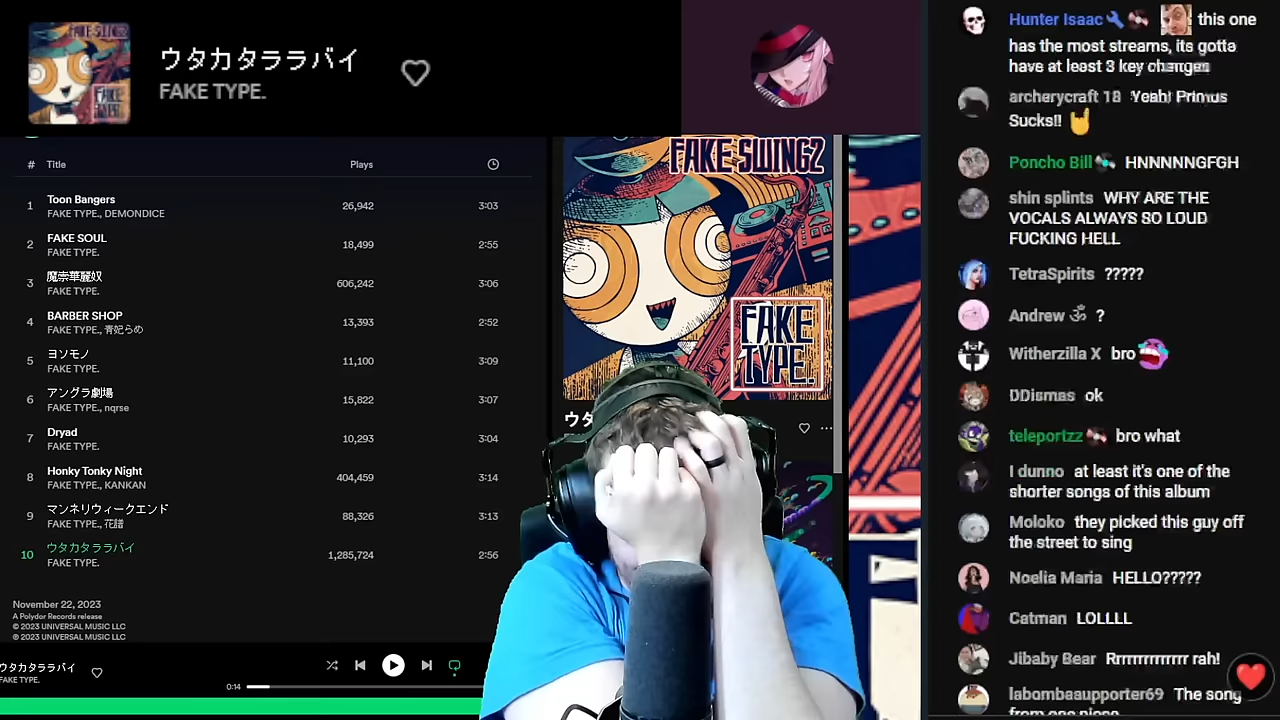 ウタカタララバイ
FAKE TYPE.
# Title Plays
1 Toon Bangers 26,942 3:03
FAKE TYPE., DEMONDICE
2 FAKE SOUL 18,499 2:55
FAKE TYPE.
3 魔崇華麗奴 606,242 3:06
FAKE TYPE.
4 BARBER SHOP 13,393 2:52
FAKE TYPE., 青妃らめ
5 ヨソモノ 11,100 3:09
FAKE TYPE.
6 アングラ劇場 15,822 3:07
FAKE TYPE., nqrse
7 Dryad 10,293 3:04
FAKE TYPE.
8 Honky Tonky Night 404,459 3:14
FAKE TYPE., KANKAN
9 マンネリウィークエンド 88,326 3:13
FAKE TYPE., 花譜
10 ウタカタララバイ 1,285,724 2:56
FAKE TYPE.
November 22, 2023
A Polydor Records release
© 2023 UNIVERSAL MUSIC LLC
℗ 2023 UNIVERSAL MUSIC LLC
ウタカタララバイ
FAKE TYPE.
0:14
FAKE SWING2
FAKE
TYPE.
ウタ
Hunter Isaac this one
has the most streams, its gotta
have at least 3 key changes
archerycraft 18 Yeah! Primus
Sucks!!
Poncho Bill HNNNNNGFGH
shin splints WHY ARE THE
VOCALS ALWAYS SO LOUD
FUCKING HELL
TetraSpirits ?????
Andrew ॐ ?
Witherzilla X bro
DDismas ok
teleportzz bro what
I dunno at least it's one of the
shorter songs of this album
Moloko they picked this guy off
the street to sing
Noelia Maria HELLO?????
Catman LOLLLL
Jibaby Bear Rrrrrrrrrrrr rah!
labombaasupporter69 The song
from one piece